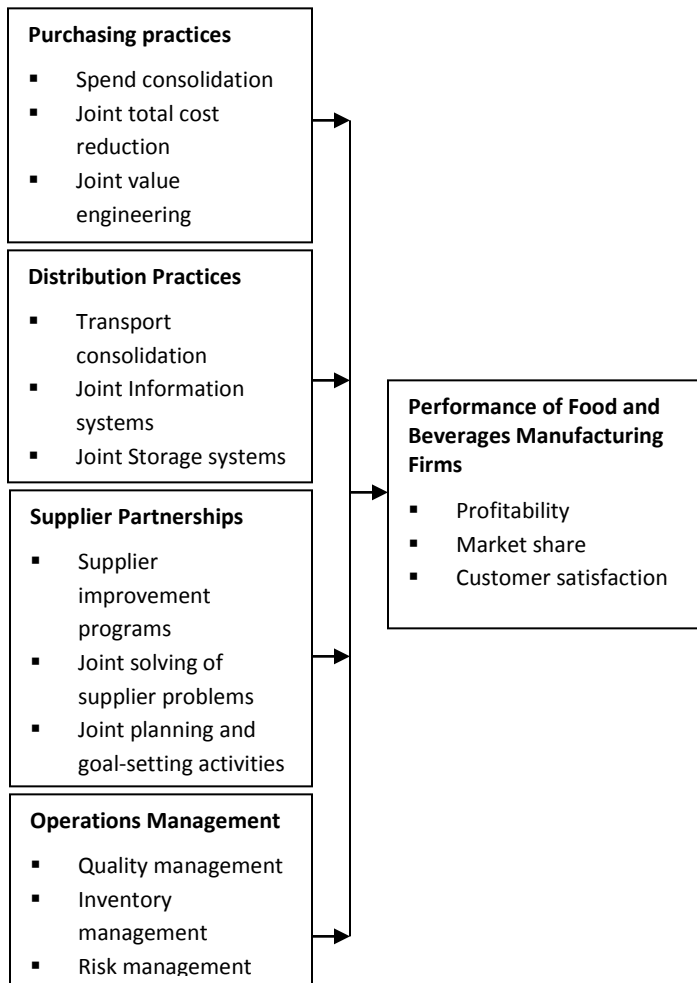 Purchasing practices
▪ Spend consolidation
▪ Joint total cost
reduction
▪ Joint value
engineering
Distribution Practices
▪ Transport
consolidation
▪ Joint Information
systems
▪ Joint Storage systems
Supplier Partnerships
▪ Supplier
improvement
programs
▪ Joint solving of
supplier problems
▪ Joint planning and
goal-setting activities
Operations Management
▪ Quality management
▪ Inventory
management
▪ Risk management
Performance of Food and
Beverages Manufacturing
Firms
▪ Profitability
▪ Market share
▪ Customer satisfaction